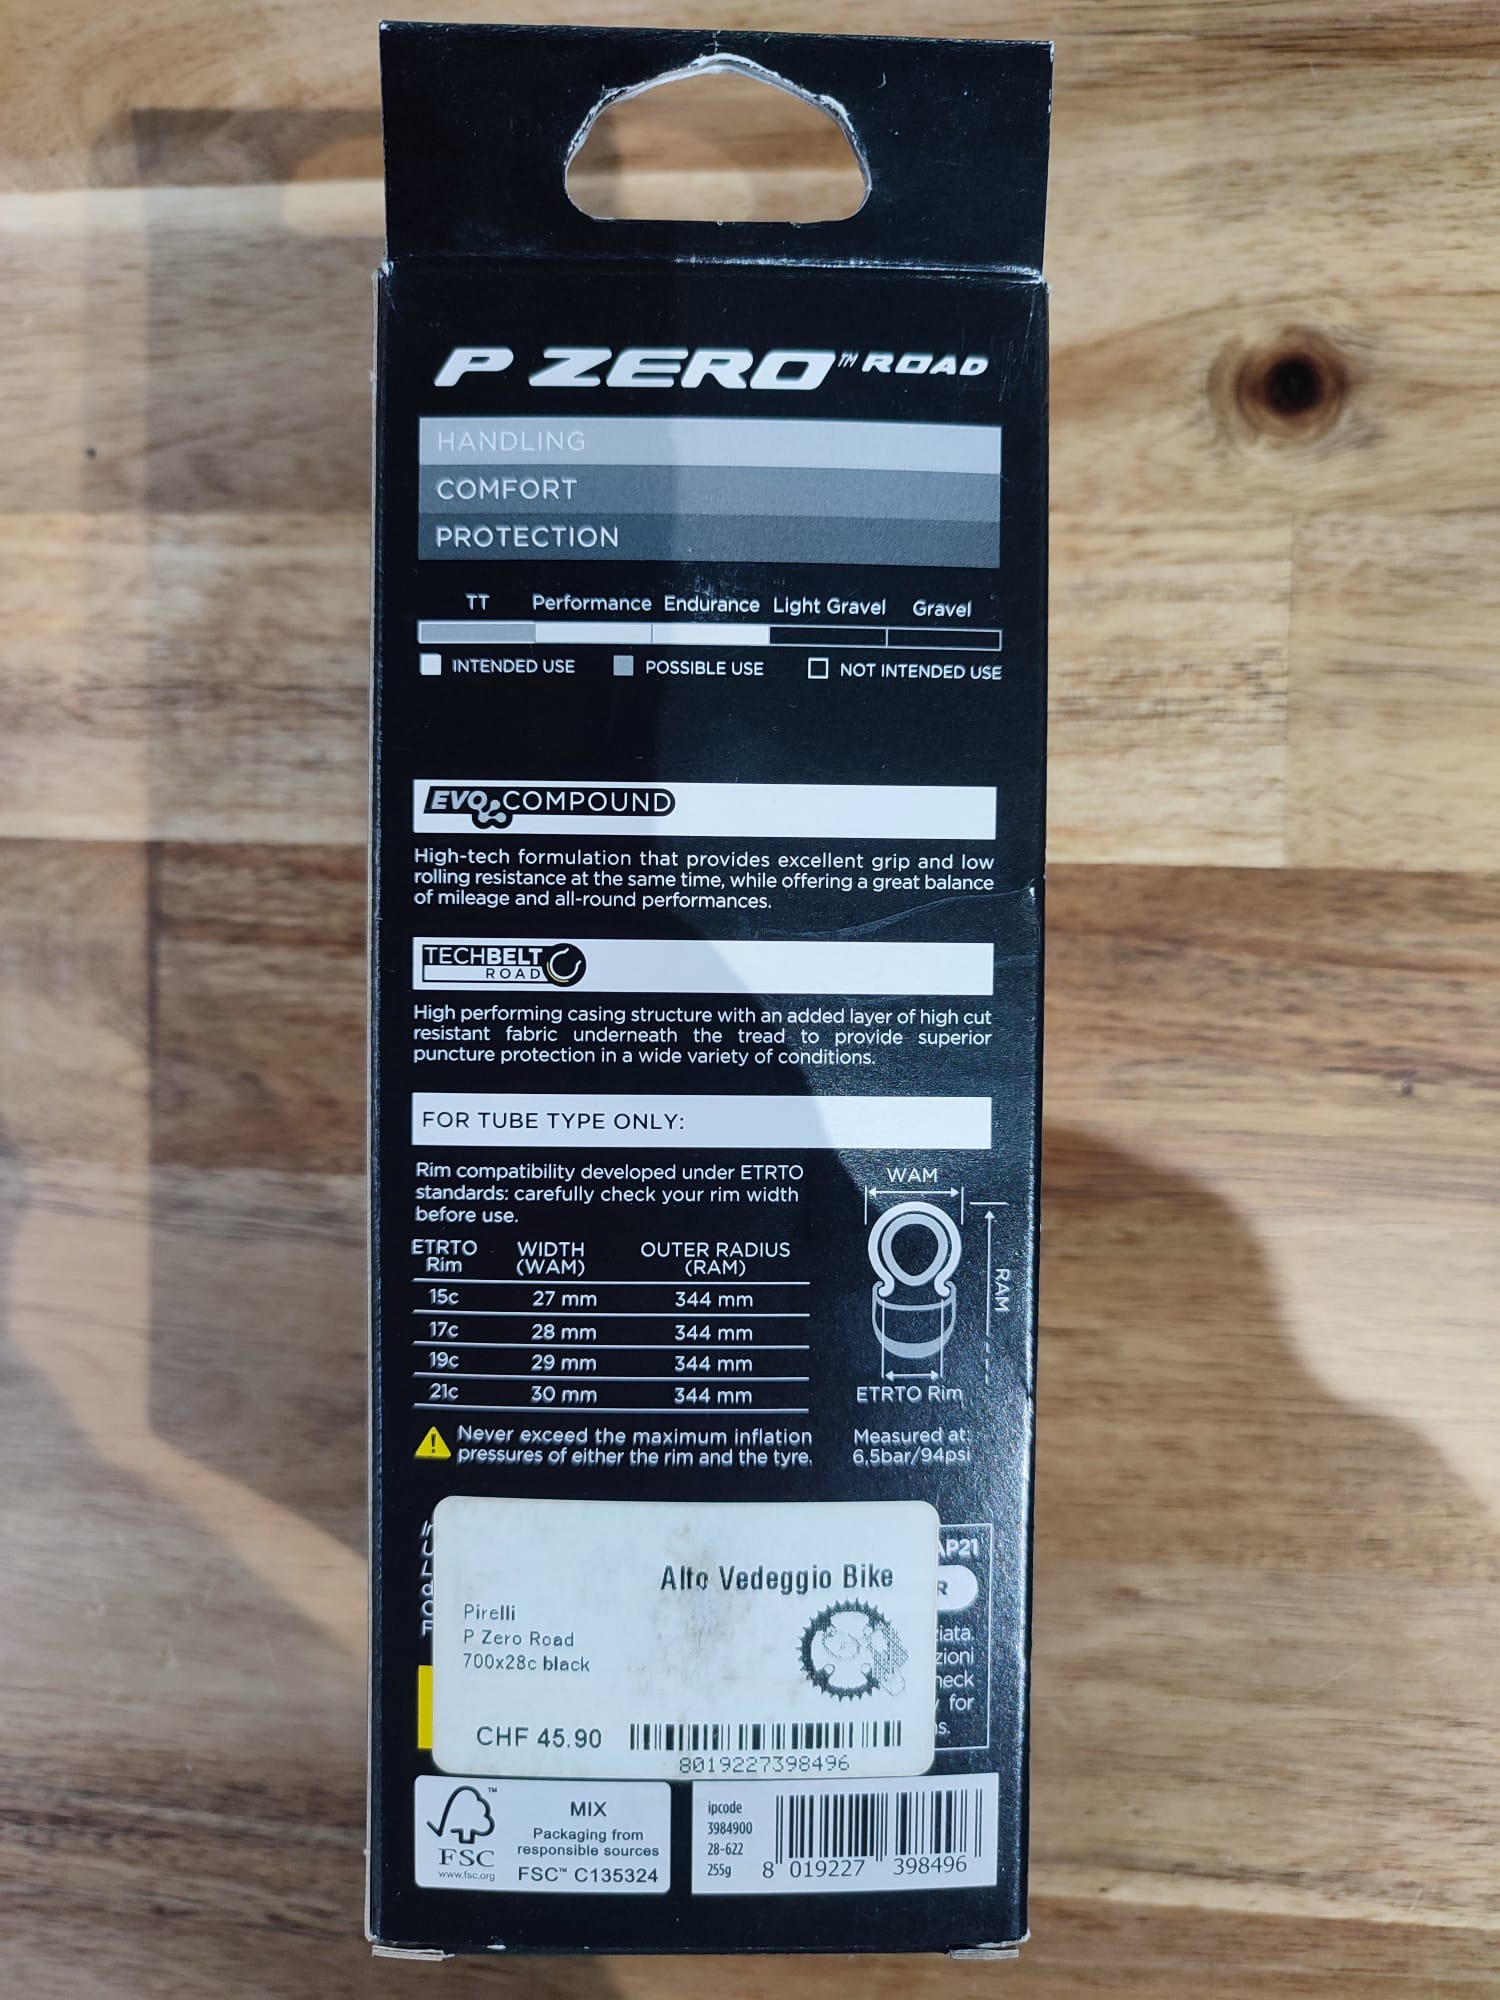 P ZERO™ ROAD
HANDLING
COMFORT
PROTECTION
TT Performance Endurance Light Gravel Gravel
INTENDED USE POSSIBLE USE NOT INTENDED USE
EVO COMPOUND
High-tech formulation that provides excellent grip and low
rolling resistance at the same time, while offering a great balance
of mileage and all-round performances.
TECHBELT
ROAD
High performing casing structure with an added layer of high cut
resistant fabric underneath the tread to provide superior
puncture protection in a wide variety of conditions.
FOR TUBE TYPE ONLY:
Rim compatibility developed under ETRTO
standards: carefully check your rim width
before use.
ETRTO Rim WIDTH (WAM) OUTER RADIUS (RAM)
15c 27 mm 344 mm
17c 28 mm 344 mm
19c 29 mm 344 mm
21c 30 mm 344 mm
WAM
RAM
ETRTO Rim
Never exceed the maximum inflation
pressures of either the rim and the tyre.
Measured at:
6,5bar/94psi
AP21
R
iata.
zioni
heck
for
s.
Alto Vedeggio Bike
Pirelli
P Zero Road
700x28c black
CHF 45.90
8019227398496
FSC
™
www.fsc.org
MIX
Packaging from
responsible sources
FSC™ C135324
ipcode
3984900
28-622
255g
8 019227 398496